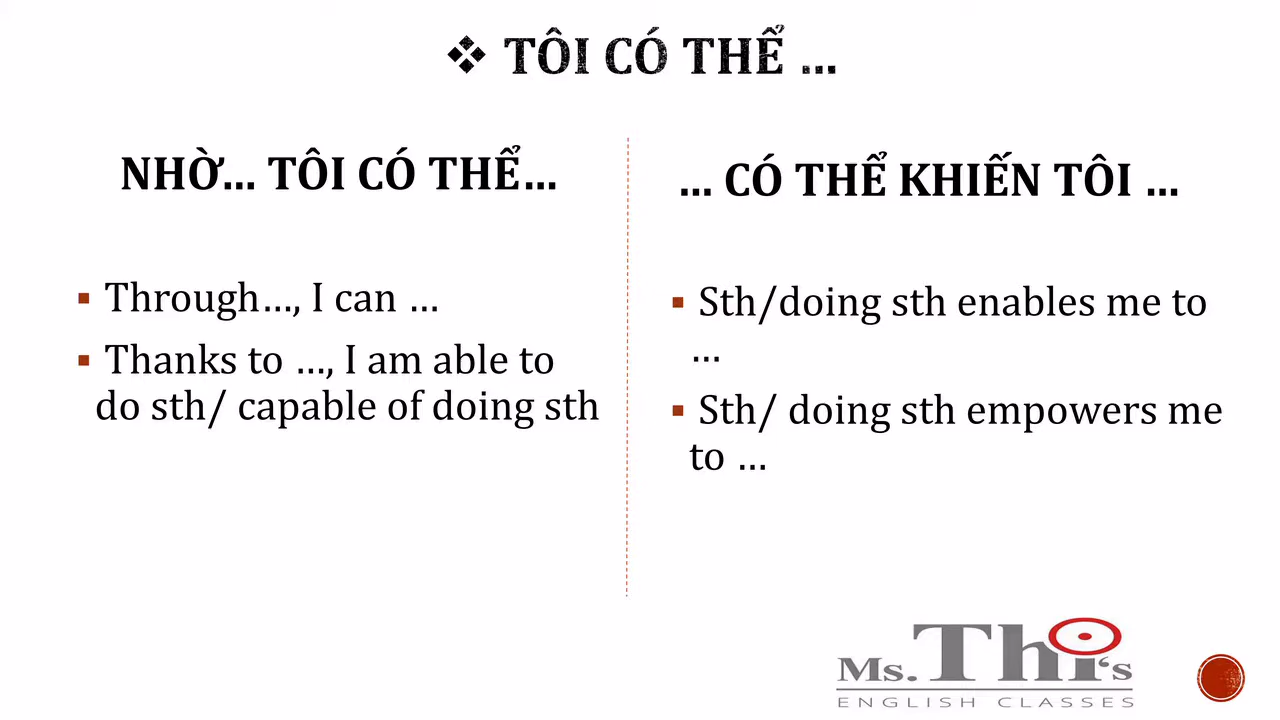 ❖ TÔI CÓ THỂ ...
NHỜ... TÔI CÓ THỂ...
▪ Through..., I can ...
▪ Thanks to ..., I am able to
do sth/ capable of doing sth
... CÓ THỂ KHIẾN TÔI ...
▪ Sth/doing sth enables me to
...
▪ Sth/ doing sth empowers me
to ...
Ms. Thi's
ENGLISH CLASSES